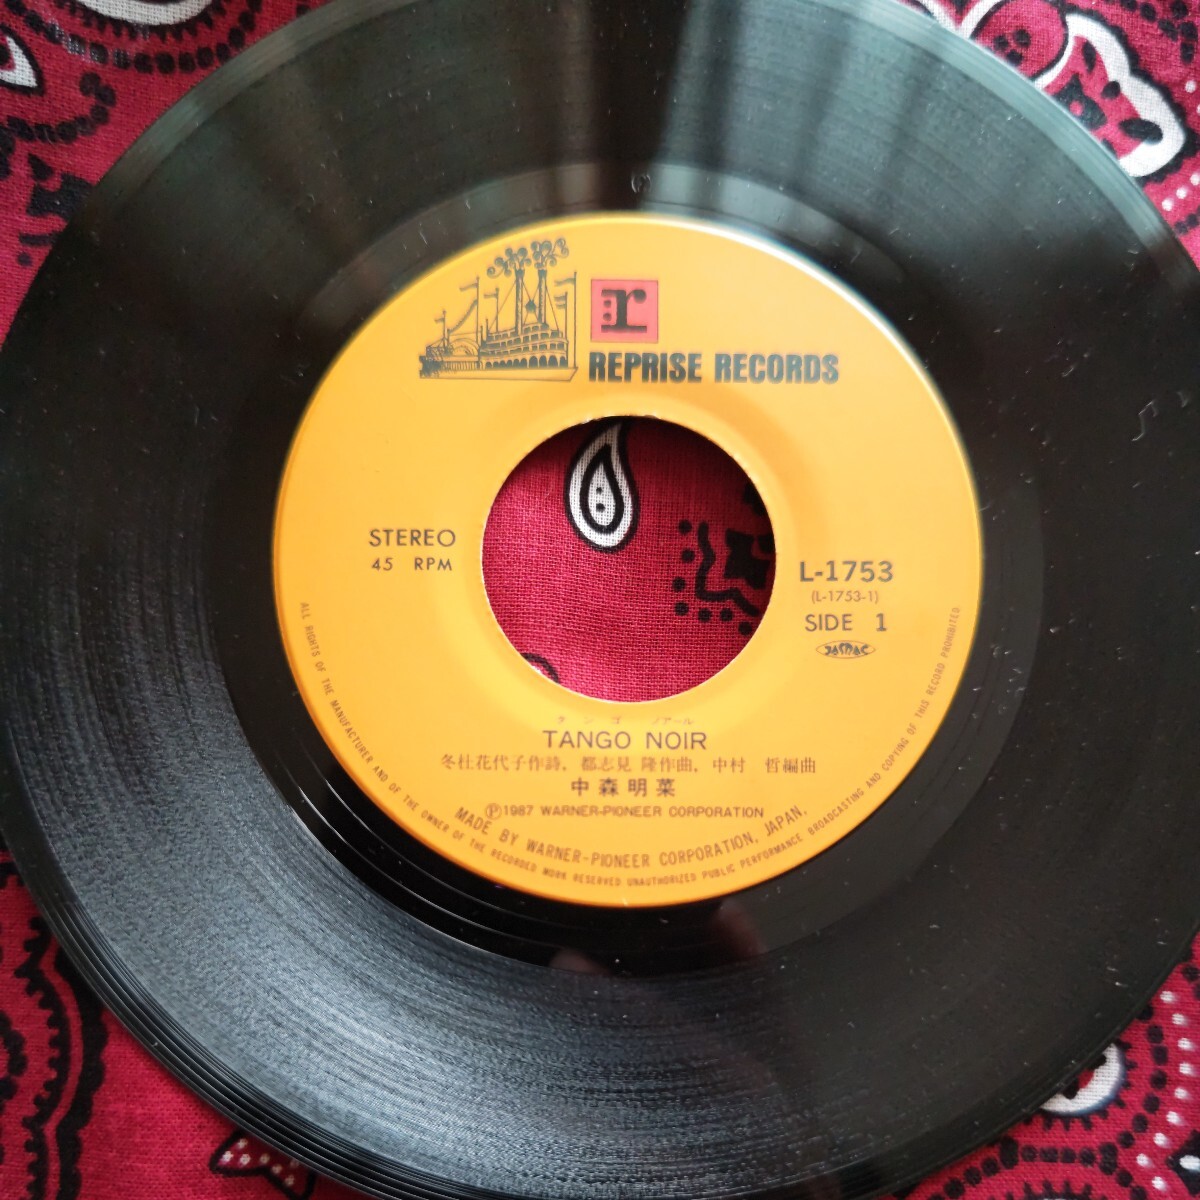 r
REPRISE RECORDS
STEREO
45 RPM
L-1753
(L-1753-1)
SIDE 1
JASRAC
タンゴ ノアール
TANGO NOIR
冬杜花代子作詩, 都志見 隆作曲, 中村 哲編曲
中森明菜
Ⓟ1987 WARNER-PIONEER CORPORATION
MADE BY WARNER-PIONEER CORPORATION, JAPAN.
ALL RIGHTS OF THE MANUFACTURER AND OF THE OWNER OF THE RECORDED WORK RESERVED UNAUTHORIZED PUBLIC PERFORMANCE BROADCASTING AND COPYING OF THIS RECORD PROHIBITED